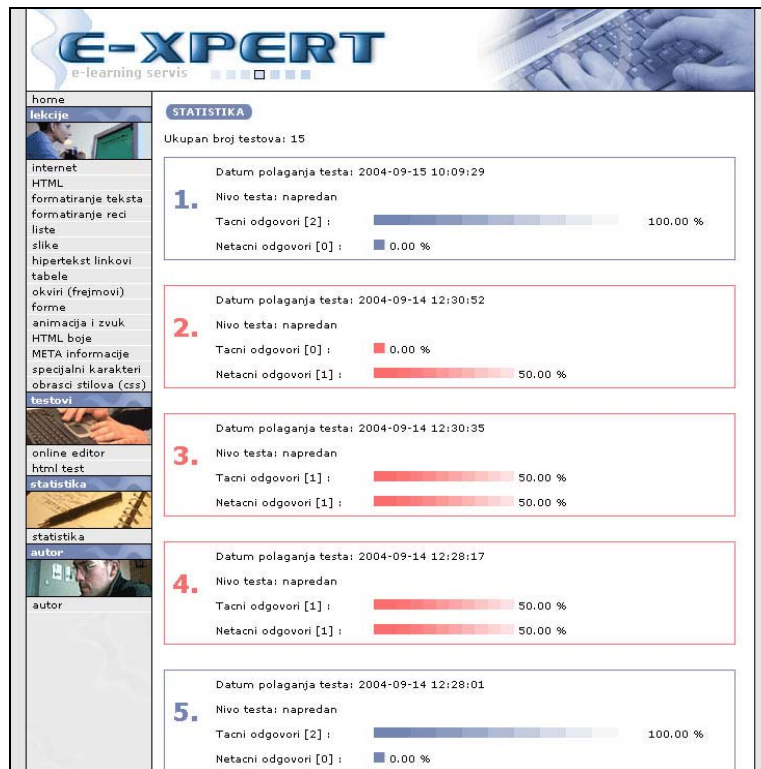 E-XPERT
e-learning servis
home
lekcije
internet
HTML
formatiranje teksta
formatiranje reci
liste
slike
hipertekst linkovi
tabele
okviri (frejmovi)
forme
animacija i zvuk
HTML boje
META informacije
specijalni karakteri
obrasci stilova (css)
testovi
online editor
html test
statistika
statistika
autor
autor
STATISTIKA
Ukupan broj testova: 15
1.
Datum polaganja testa: 2004-09-15 10:09:29
Nivo testa: napredan
Tacni odgovori [2] : 100.00 %
Netacni odgovori [0] : 0.00 %
2.
Datum polaganja testa: 2004-09-14 12:30:52
Nivo testa: napredan
Tacni odgovori [0] : 0.00 %
Netacni odgovori [1] : 50.00 %
3.
Datum polaganja testa: 2004-09-14 12:30:35
Nivo testa: napredan
Tacni odgovori [1] : 50.00 %
Netacni odgovori [1] : 50.00 %
4.
Datum polaganja testa: 2004-09-14 12:28:17
Nivo testa: napredan
Tacni odgovori [1] : 50.00 %
Netacni odgovori [1] : 50.00 %
5.
Datum polaganja testa: 2004-09-14 12:28:01
Nivo testa: napredan
Tacni odgovori [2] : 100.00 %
Netacni odgovori [0] : 0.00 %